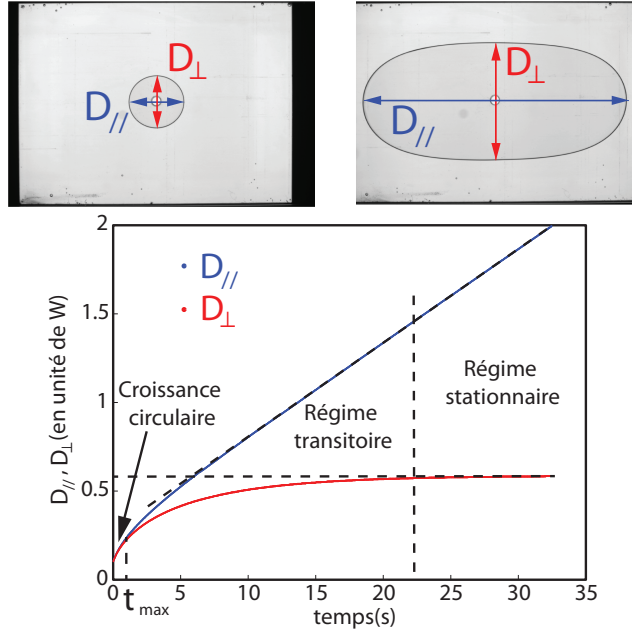 D⊥
D//
D⊥
D//
D// , D⊥(en unité de W)
2
1.5
1
0.5
0
D//
D⊥
Croissance
circulaire
Régime
transitoire
Régime
stationnaire
0
5
10
15
20
25
30
35
t max
temps(s)